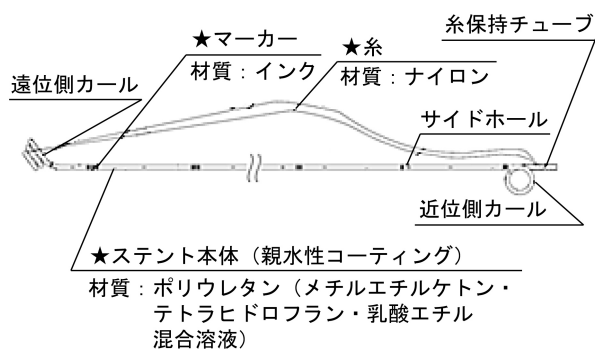 ★マーカー
材質：インク
★糸
材質：ナイロン
糸保持チューブ
遠位側カール
サイドホール
近位側カール
★ステント本体（親水性コーティング）
材質：ポリウレタン（メチルエチルケトン・
テトラヒドロフラン・乳酸エチル
混合溶液）